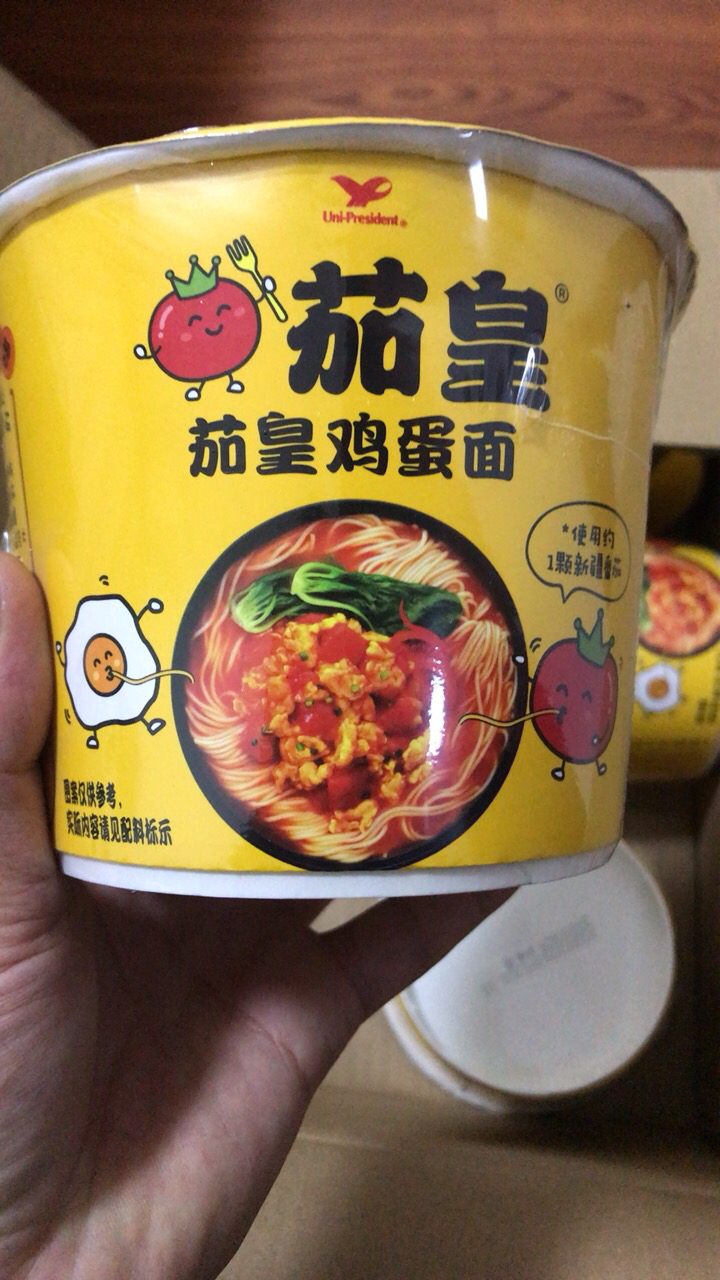 Uni-President®
茄皇®
茄皇鸡蛋面
*使用约
1颗新疆番茄
图案仅供参考，
实际内容请见配料标示